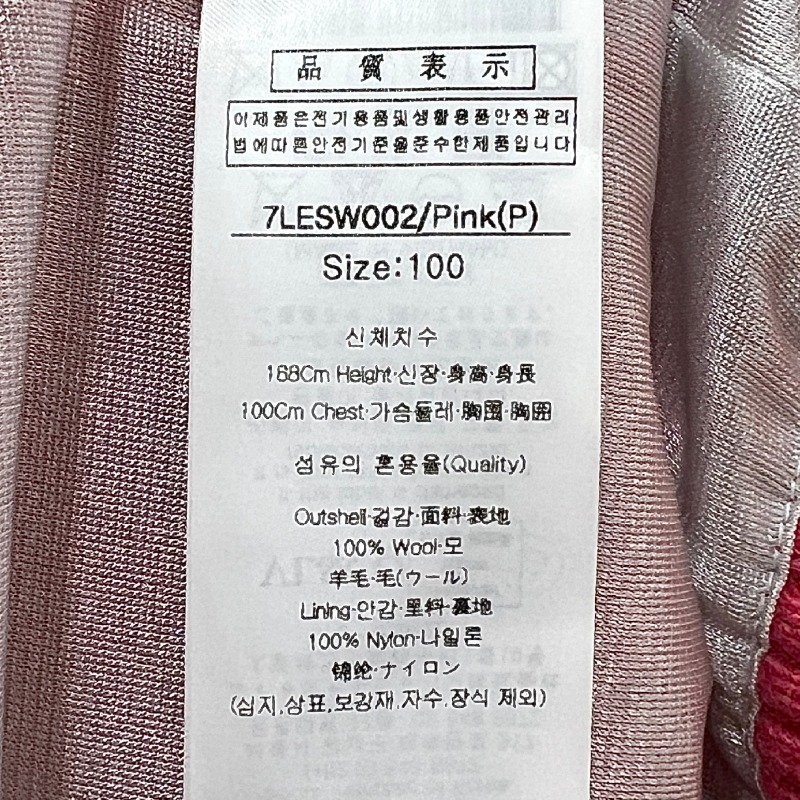 品質表示
이제품은전기용품및생활용품안전관리
법에따른안전기준을준수한제품입니다
7LESW002/Pink(P)
Size:100
신체치수
168Cm Height·신장·身高·身長
100Cm Chest·가슴둘레·胸围·胸囲
섬유의 혼용율(Quality)
Outshell·겉감·面料·表地
100% Wool·모
羊毛·毛(ウール)
Lining·안감·里料·裏地
100% Nylon·나일론
锦纶·ナイロン
(심지,상표,보강재,자수,장식 제외)